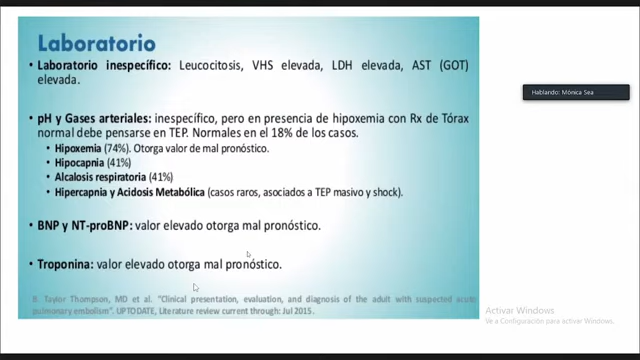 Laboratorio
• Laboratorio inespecífico: Leucocitosis, VHS elevada, LDH elevada, AST (GOT)
elevada.
• pH y Gases arteriales: inespecífico, pero en presencia de hipoxemia con Rx de Tórax
normal debe pensarse en TEP. Normales en el 18% de los casos.
• Hipoxemia (74%). Otorga valor de mal pronóstico.
• Hipocapnia (41%)
• Alcalosis respiratoria (41%)
• Hipercapnia y Acidosis Metabólica (casos raros, asociados a TEP masivo y shock).
• BNP y NT-proBNP: valor elevado otorga mal pronóstico.
• Troponina: valor elevado otorga mal pronóstico.
B. Taylor Thompson, MD et al. "Clinical presentation, evaluation, and diagnosis of the adult with suspected acute
pulmonary embolism". UPTODATE, Literature review current through: Jul 2015.
Hablando: Mónica Sea
Activar Windows
Ve a Configuración para activar Windows.